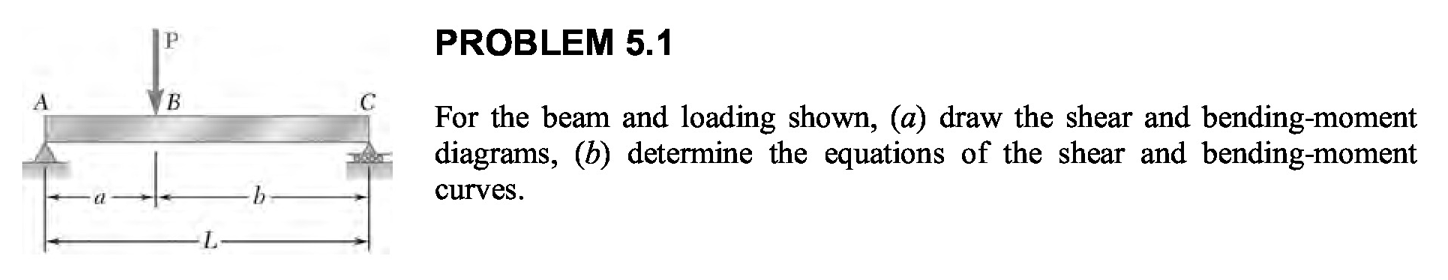 P
PROBLEM 5.1
A
B
C
For the beam and loading shown, (a) draw the shear and bending-moment
diagrams, (b) determine the equations of the shear and bending-moment
curves.
a
b
L